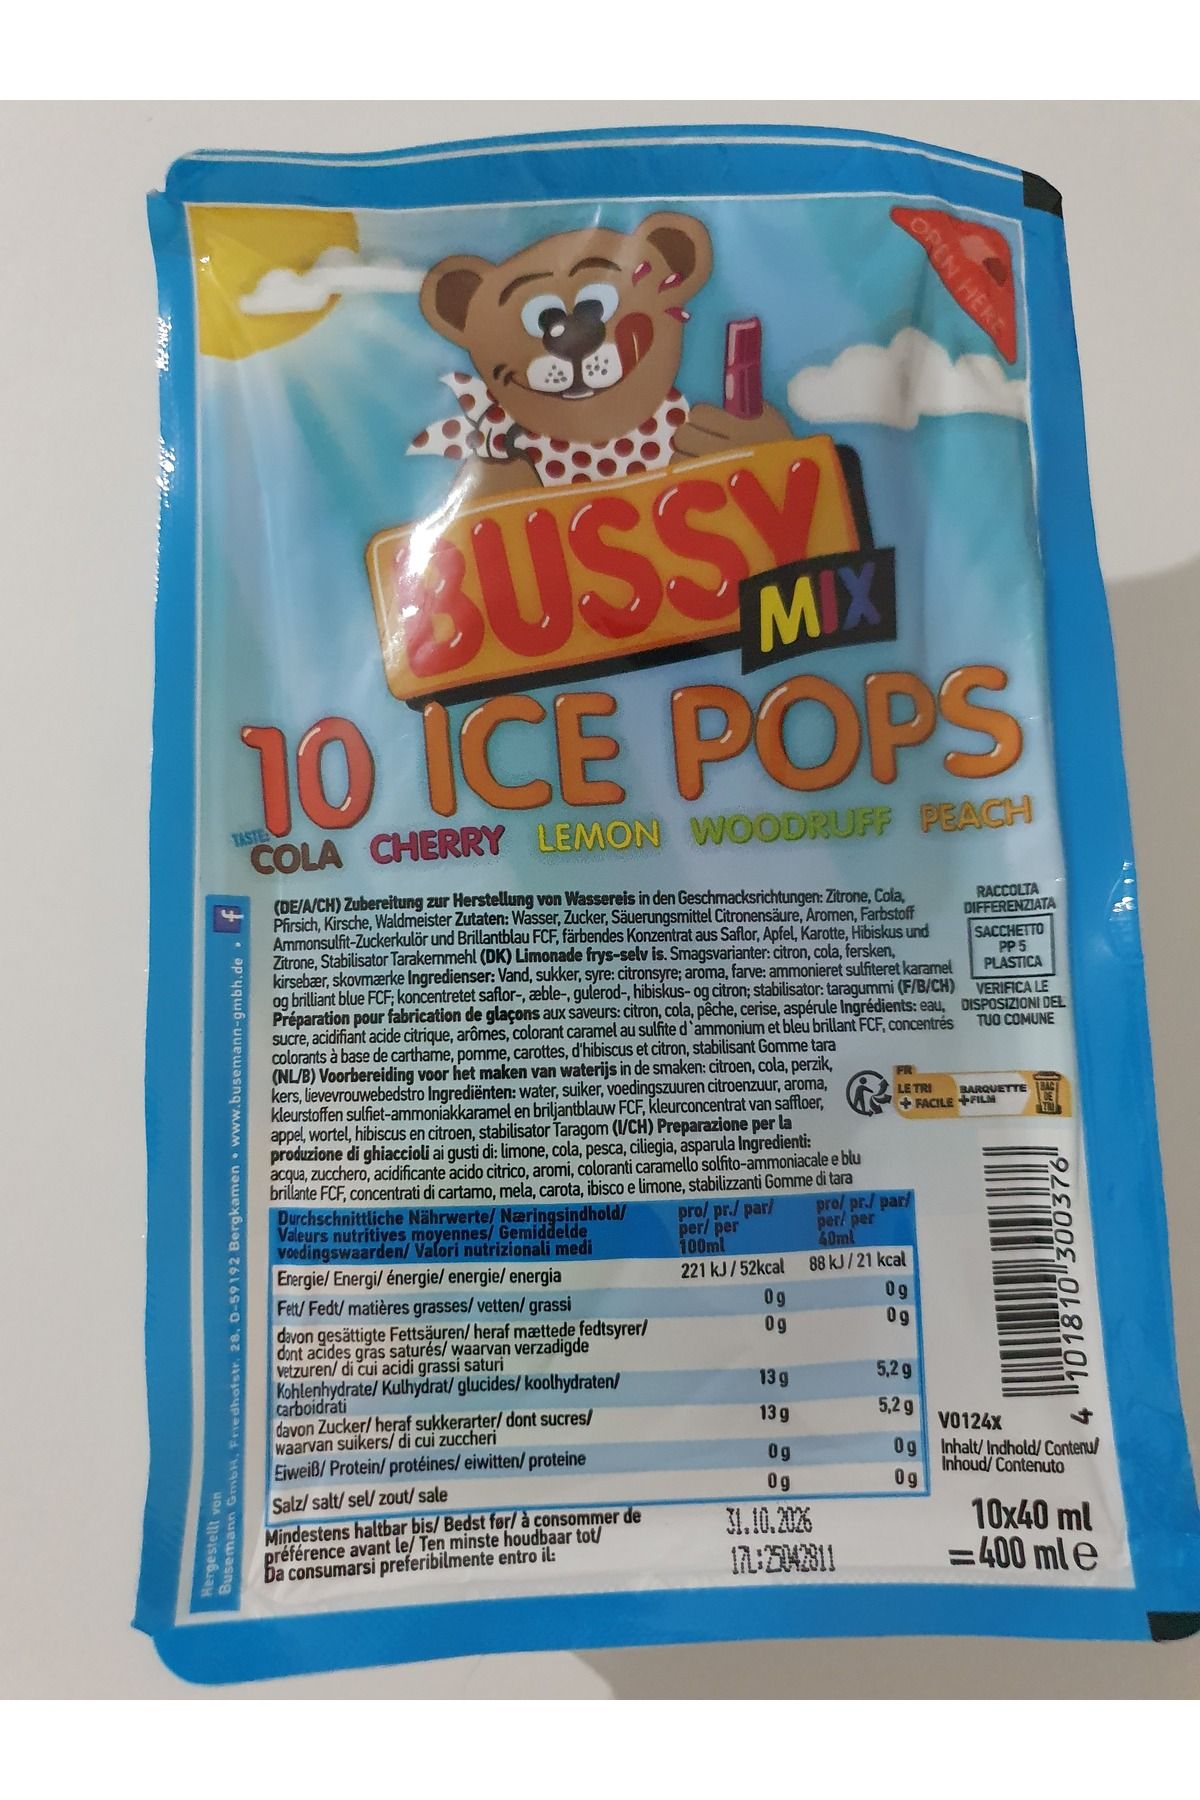 OPEN HERE
BUSSY
MIX
10 ICE POPS
TASTE:
COLA CHERRY LEMON WOODRUFF PEACH
(DE/A/CH) Zubereitung zur Herstellung von Wassereis in den Geschmacksrichtungen: Zitrone, Cola,
Pfirsich, Kirsche, Waldmeister Zutaten: Wasser, Zucker, Säuerungsmittel Citronensäure, Aromen, Farbstoff
Ammonsulfit-Zuckerkulör und Brillantblau FCF, färbendes Konzentrat aus Saflor, Apfel, Karotte, Hibiskus und
Zitrone, Stabilisator Tarakernmehl (DK) Limonade frys-selv is. Smagsvarianter: citron, cola, fersken,
kirsebær, skovmærke Ingredienser: Vand, sukker, syre: citronsyre; aroma, farve: ammonieret sulfiteret karamel
og brilliant blue FCF; koncentretet saflor-, æble-, gulerod-, hibiskus- og citron; stabilisator: taragummi (F/B/CH)
Préparation pour fabrication de glaçons aux saveurs: citron, cola, pêche, cerise, aspérule Ingrédients: eau,
sucre, acidifiant acide citrique, arômes, colorant caramel au sulfite d`ammonium et bleu brillant FCF, concentrés
colorants à base de carthame, pomme, carottes, d'hibiscus et citron, stabilisant Gomme tara
(NL/B) Voorbereiding voor het maken van waterijs in de smaken: citroen, cola, perzik,
kers, lievevrouwebedstro Ingrediënten: water, suiker, voedingszuuren citroenzuur, aroma,
kleurstoffen sulfiet-ammoniakkaramel en briljantblauw FCF, kleurconcentrat van saffloer,
appel, wortel, hibiscus en citroen, stabilisator Taragom (I/CH) Preparazione per la
produzione di ghiaccioli ai gusti di: limone, cola, pesca, ciliegia, asparula Ingredienti:
acqua, zucchero, acidificante acido citrico, aromi, coloranti caramello solfito-ammoniacale e blu
brillante FCF, concentrati di cartamo, mela, carota, ibisco e limone, stabilizzanti Gomme di tara
RACCOLTA
DIFFERENZIATA
SACCHETTO
PP 5
PLASTICA
VERIFICA LE
DISPOSIZIONI DEL
TUO COMUNE
FR
LE TRI
+ FACILE
BARQUETTE
+FILM
BAC
DE
TRI
Durchschnittliche Nährwerte/ Næringsindhold/
Valeurs nutritives moyennes/ Gemiddelde
voedingswaarden/ Valori nutrizionali medi
pro/ pr./ par/
per/ per
100ml
pro/ pr./ par/
per/ per
40ml
Energie/ Energi/ énergie/ energie/ energia 221 kJ / 52kcal 88 kJ / 21 kcal
Fett/ Fedt/ matières grasses/ vetten/ grassi 0 g 0 g
davon gesättigte Fettsäuren/ heraf mættede fedtsyrer/ 0 g 0 g
dont acides gras saturés/ waarvan verzadigde
vetzuren/ di cui acidi grassi saturi
Kohlenhydrate/ Kulhydrat/ glucides/ koolhydraten/ 13 g 5,2 g
carboidrati
davon Zucker/ heraf sukkerarter/ dont sucres/ 13 g 5,2 g
waarvan suikers/ di cui zuccheri
Eiweiß/ Protein/ protéines/ eiwitten/ proteine 0 g 0 g
Salz/ salt/ sel/ zout/ sale 0 g 0 g
Mindestens haltbar bis/ Bedst før/ à consommer de
préférence avant le/ Ten minste houdbaar tot/
Da consumarsi preferibilmente entro il:
31.10.2026
17L:25042811
4 101810 300376
V0124x
Inhalt/ Indhold/ Contenu/
Inhoud/ Contenuto
10x40 ml
=400 ml e
Hergestellt von
Busemann GmbH, Friedhofstr. 28, D-59192 Bergkamen • www.busemann-gmbh.de • f